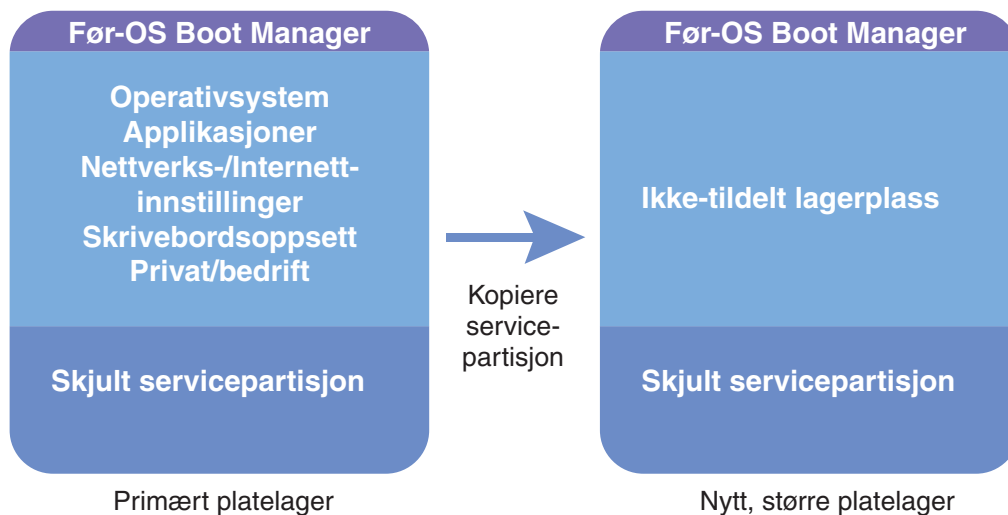 Før-OS Boot Manager
Operativsystem
Applikasjoner
Nettverks-/Internett-
innstillinger
Skrivebordsoppsett
Privat/bedrift
Skjult servicepartisjon
Primært platelager
Kopiere
service-
partisjon
Før-OS Boot Manager
Ikke-tildelt lagerplass
Skjult servicepartisjon
Nytt, større platelager